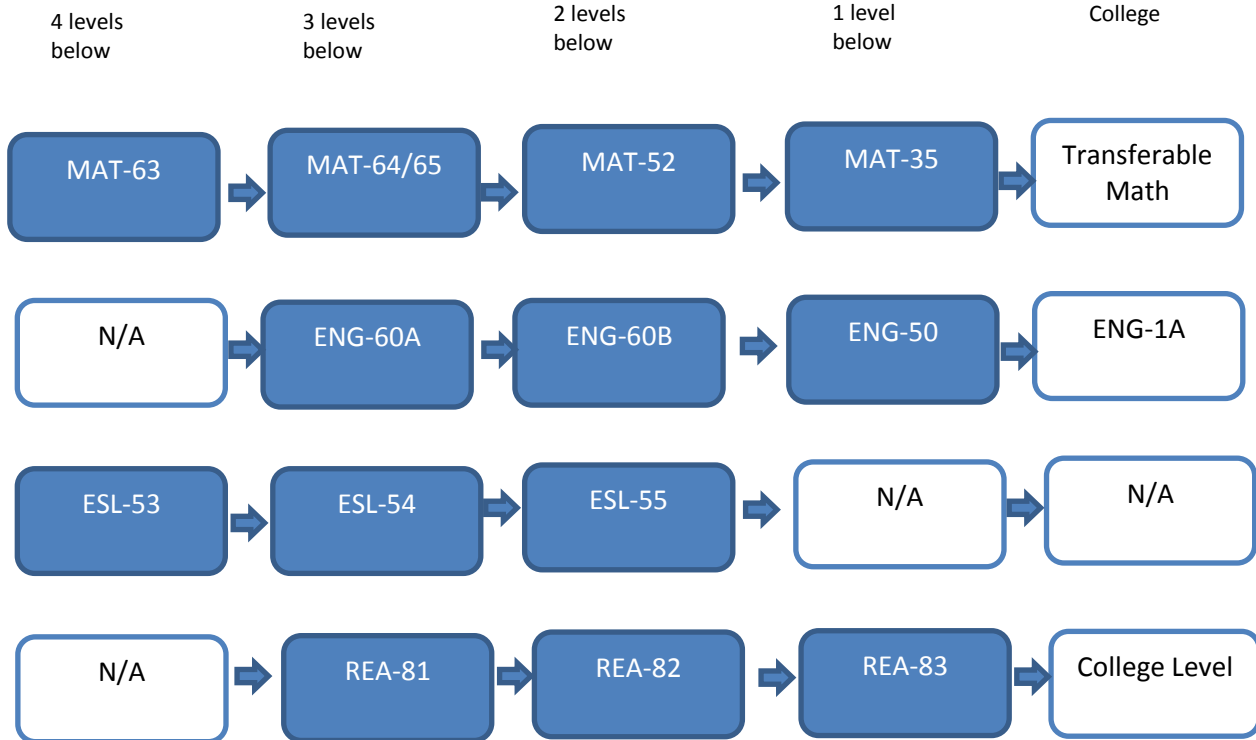 4 levels
below
3 levels
below
2 levels
below
1 level
below
College
MAT-63
MAT-64/65
MAT-52
MAT-35
Transferable
Math
N/A
ENG-60A
ENG-60B
ENG-50
ENG-1A
ESL-53
ESL-54
ESL-55
N/A
N/A
N/A
REA-81
REA-82
REA-83
College Level